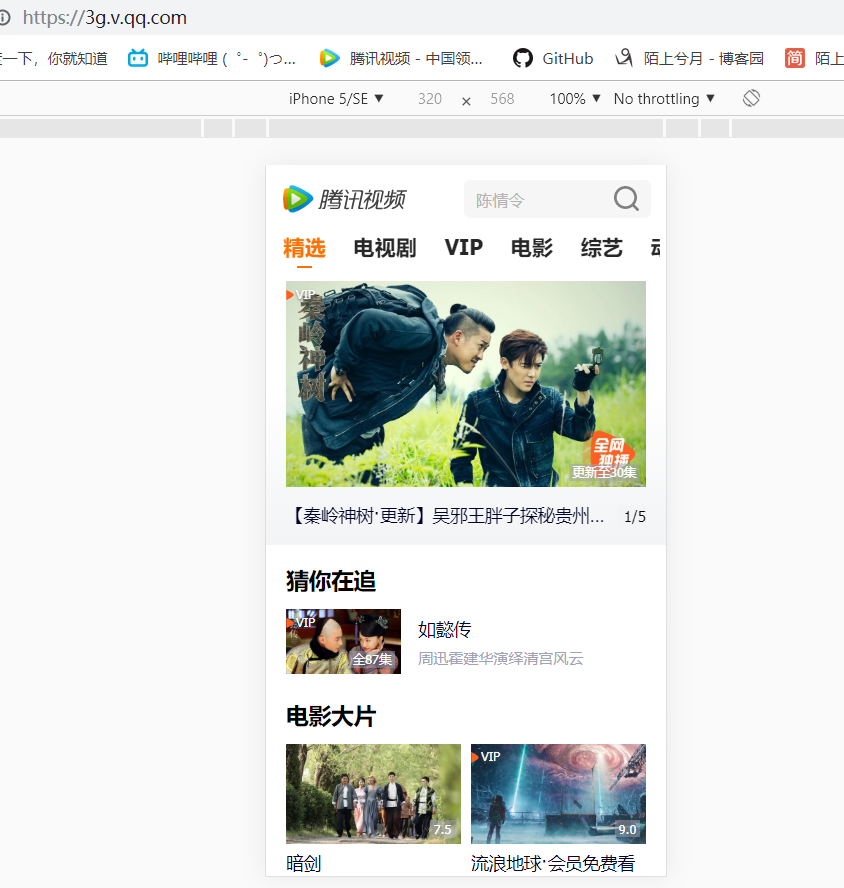 https://3g.v.qq.com
一下，你就知道 哔哩哔哩 ( ゜- ゜)つ... 腾讯视频 - 中国领... GitHub 陌上兮月 - 博客园 简 陌上
iPhone 5/SE ▼ 320 × 568 100% ▼ No throttling ▼
腾讯视频 陈情令
精选 电视剧 VIP 电影 综艺
VIP
秦岭神树
全网
独播
更新至30集
【秦岭神树·更新】吴邪王胖子探秘贵州... 1/5
猜你在追
VIP
全87集
如懿传
周迅霍建华演绎清宫风云
电影大片
7.5
VIP
9.0
暗剑
流浪地球·会员免费看